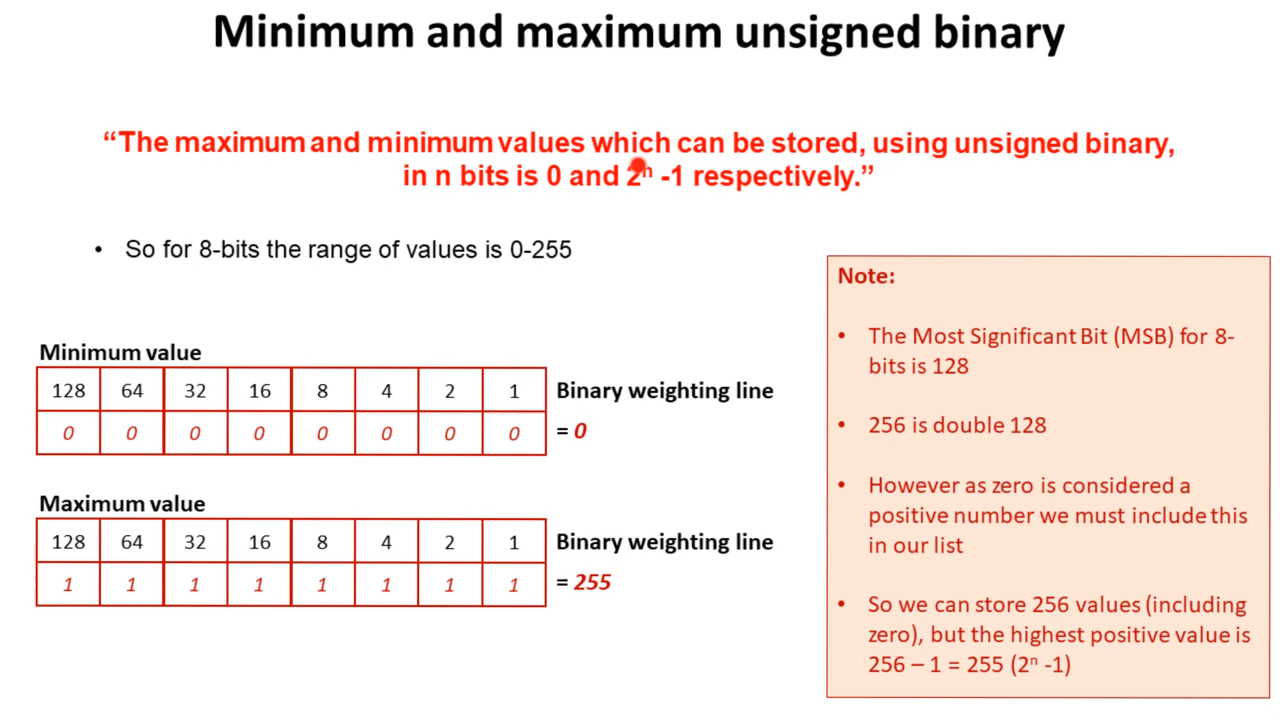 Minimum and maximum unsigned binary
“The maximum and minimum values which can be stored, using unsigned binary,
in n bits is 0 and 2ⁿ -1 respectively.”
• So for 8-bits the range of values is 0-255
Minimum value
128 64 32 16 8 4 2 1 Binary weighting line
0 0 0 0 0 0 0 0 = 0
Maximum value
128 64 32 16 8 4 2 1 Binary weighting line
1 1 1 1 1 1 1 1 = 255
Note:
• The Most Significant Bit (MSB) for 8-
bits is 128
• 256 is double 128
• However as zero is considered a
positive number we must include this
in our list
• So we can store 256 values (including
zero), but the highest positive value is
256 – 1 = 255 (2ⁿ -1)